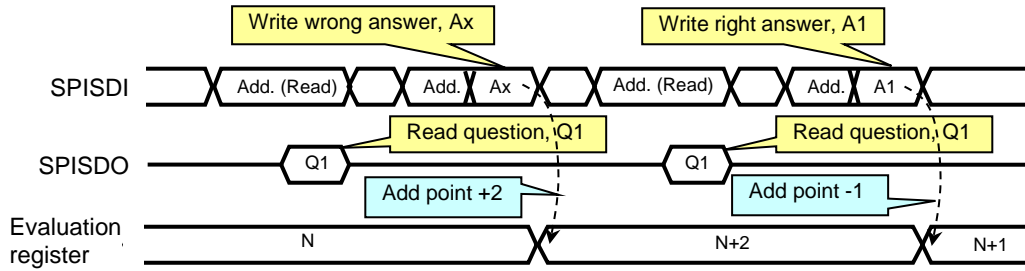 Write wrong answer, Ax
Write right answer, A1
SPISDI
Add. (Read)
Add.
Ax
Add. (Read)
Add.
A1
Read question, Q1
Read question, Q1
SPISDO
Q1
Q1
Add point +2
Add point -1
Evaluation
register
N
N+2
N+1